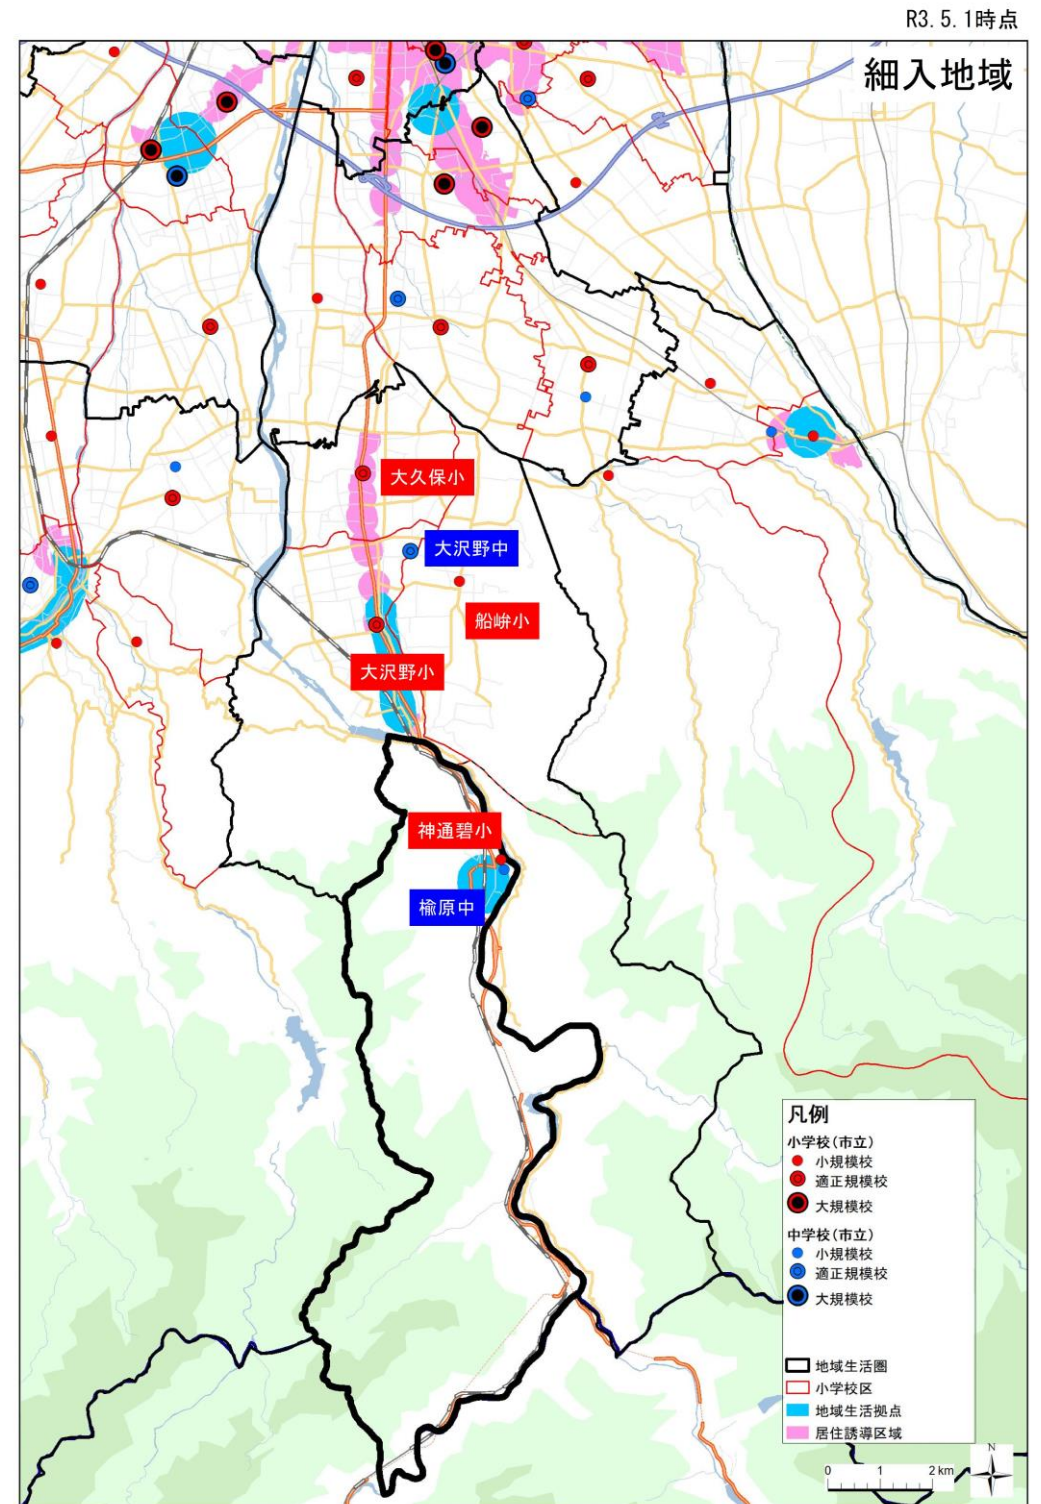 R3.5.1時点
細入地域
大久保小
大沢野中
船峅小
大沢野小
神通碧小
楡原中
凡例
小学校(市立)
小規模校
適正規模校
大規模校
中学校(市立)
小規模校
適正規模校
大規模校
地域生活圏
小学校区
地域生活拠点
居住誘導区域
0 1 2 km
N